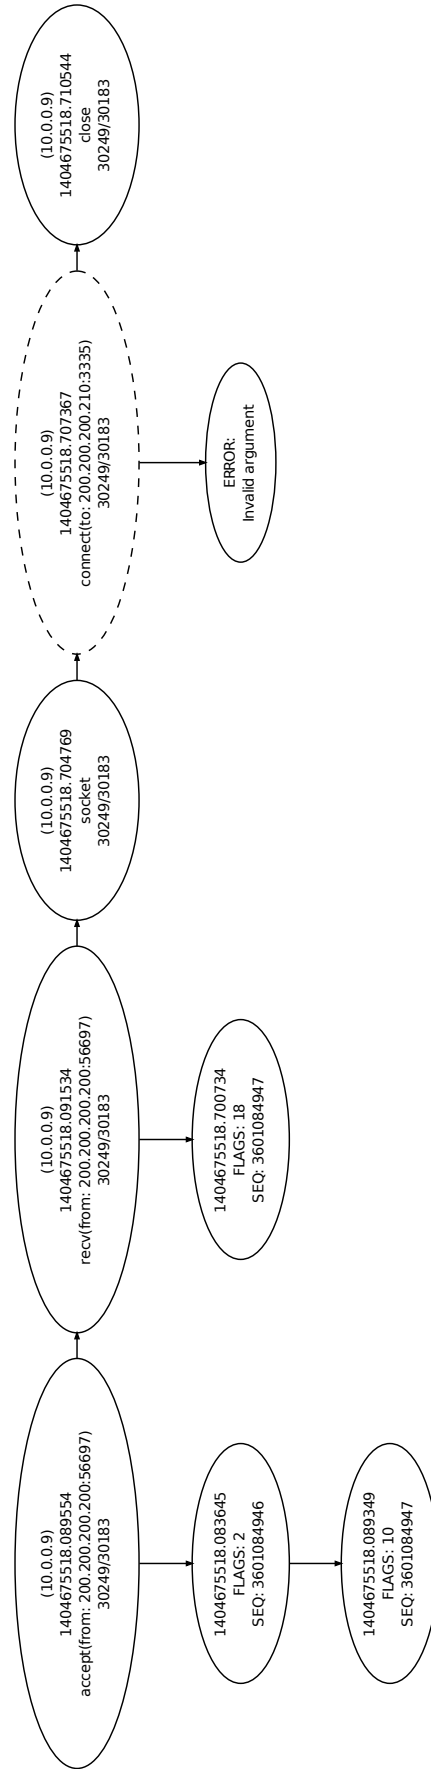 (10.0.0.9)
1404675518.089554
accept(from: 200.200.200.200:56697)
30249/30183
(10.0.0.9)
1404675518.091534
recv(from: 200.200.200.200:56697)
30249/30183
(10.0.0.9)
1404675518.704769
socket
30249/30183
(10.0.0.9)
1404675518.707367
connect(to: 200.200.200.210:3335)
30249/30183
(10.0.0.9)
1404675518.710544
close
30249/30183
1404675518.083645
FLAGS: 2
SEQ: 3601084946
1404675518.700734
FLAGS: 18
SEQ: 3601084947
ERROR:
Invalid argument
1404675518.089349
FLAGS: 10
SEQ: 3601084947